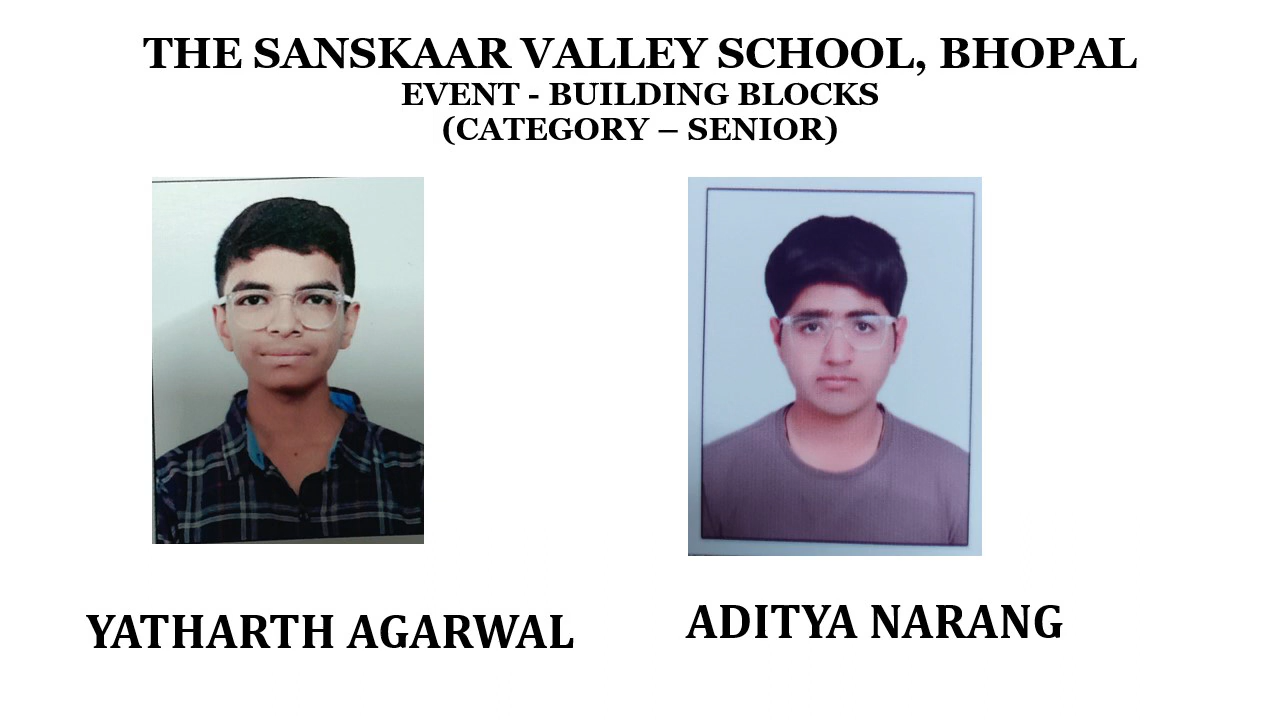 THE SANSKAAR VALLEY SCHOOL, BHOPAL
EVENT - BUILDING BLOCKS
(CATEGORY – SENIOR)
YATHARTH AGARWAL
ADITYA NARANG